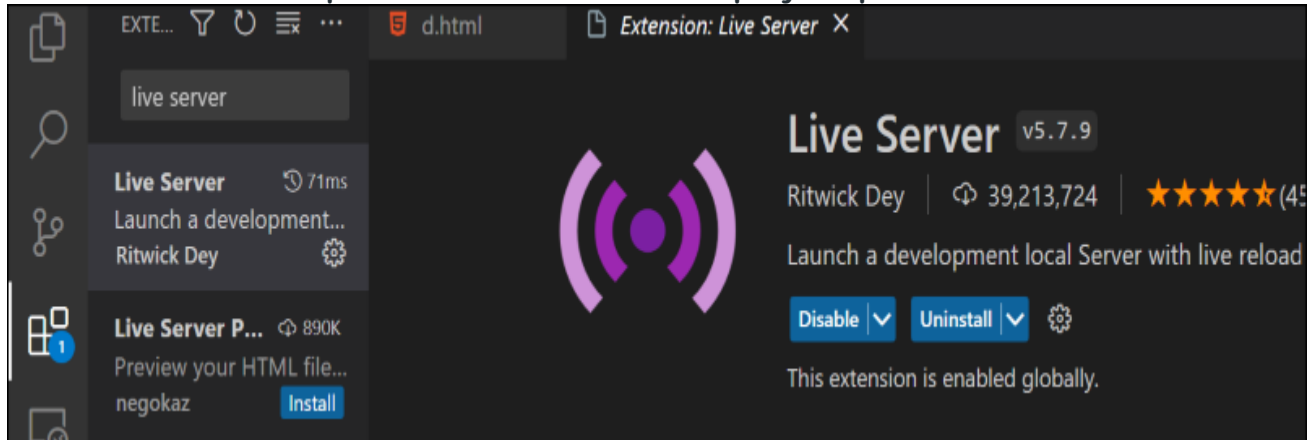 EXTE...
live server
Live Server 71ms
Launch a development...
Ritwick Dey
Live Server P... 890K
Preview your HTML file...
negokaz Install
1
5 d.html Extension: Live Server
Live Server v5.7.9
Ritwick Dey 39,213,724 (45
Launch a development local Server with live reload
Disable Uninstall
This extension is enabled globally.